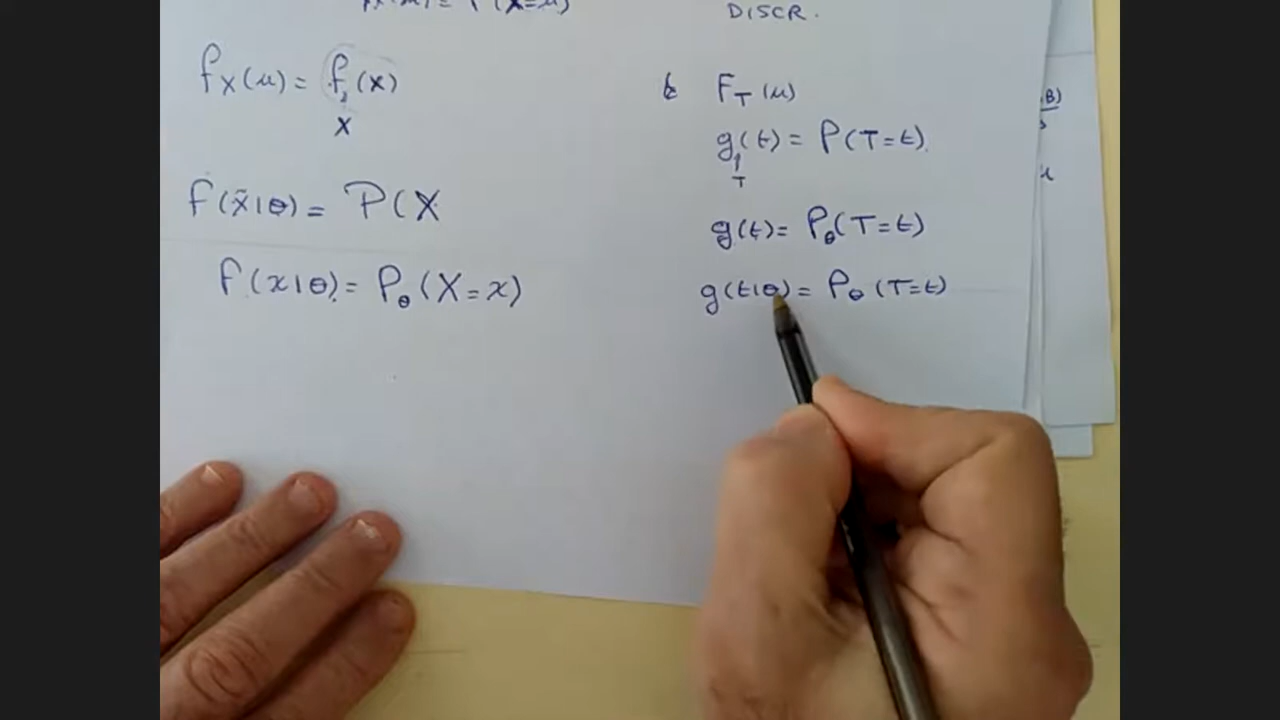 DISCR.
f_X(u) = f(x)
X
f(x̃|θ) = P(X
f(x|θ) = P_θ(X=x)
F_T(u)
g(t) = P(T=t)
T
g(t) = P_θ(T=t)
g(t|θ) = P_θ(T=t)